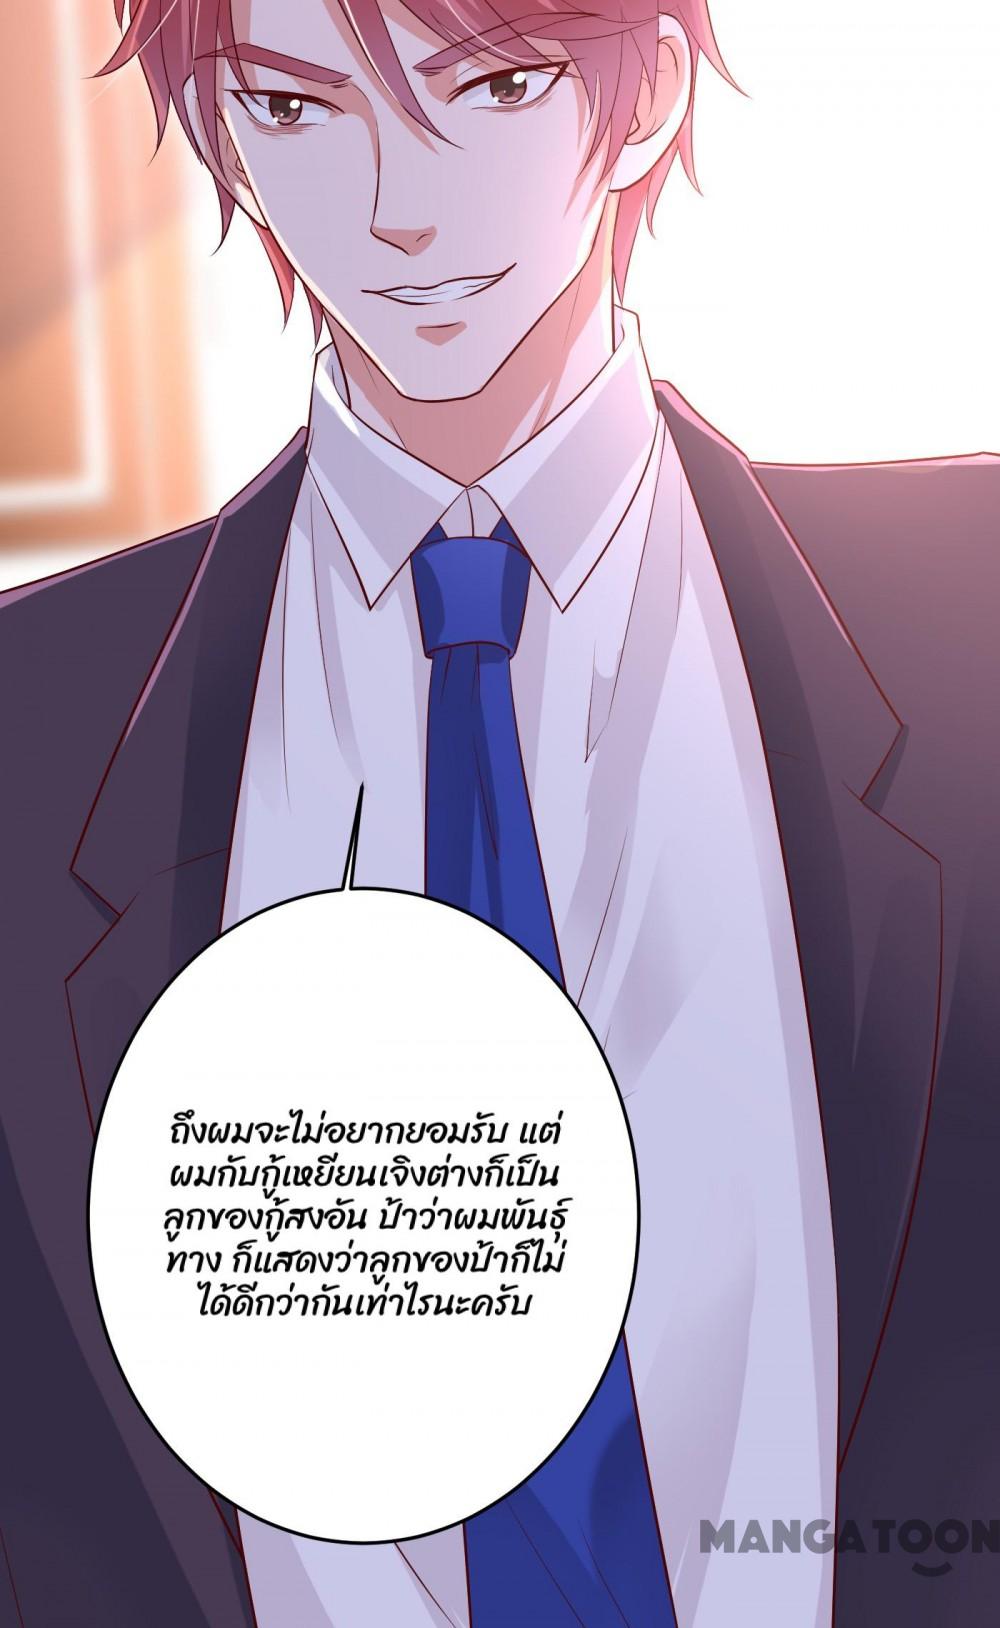 ถึงผมจะไม่อยากยอมรับ แต่
ผมกับกู้เหยียนเจิงต่างก็เป็น
ลูกของกู้สงอัน ป้าว่าผมพันธุ์
ทาง ก็แสดงว่าลูกของป้าก็ไม่
ได้ดีกว่ากันเท่าไรนะครับ
MANGATOON